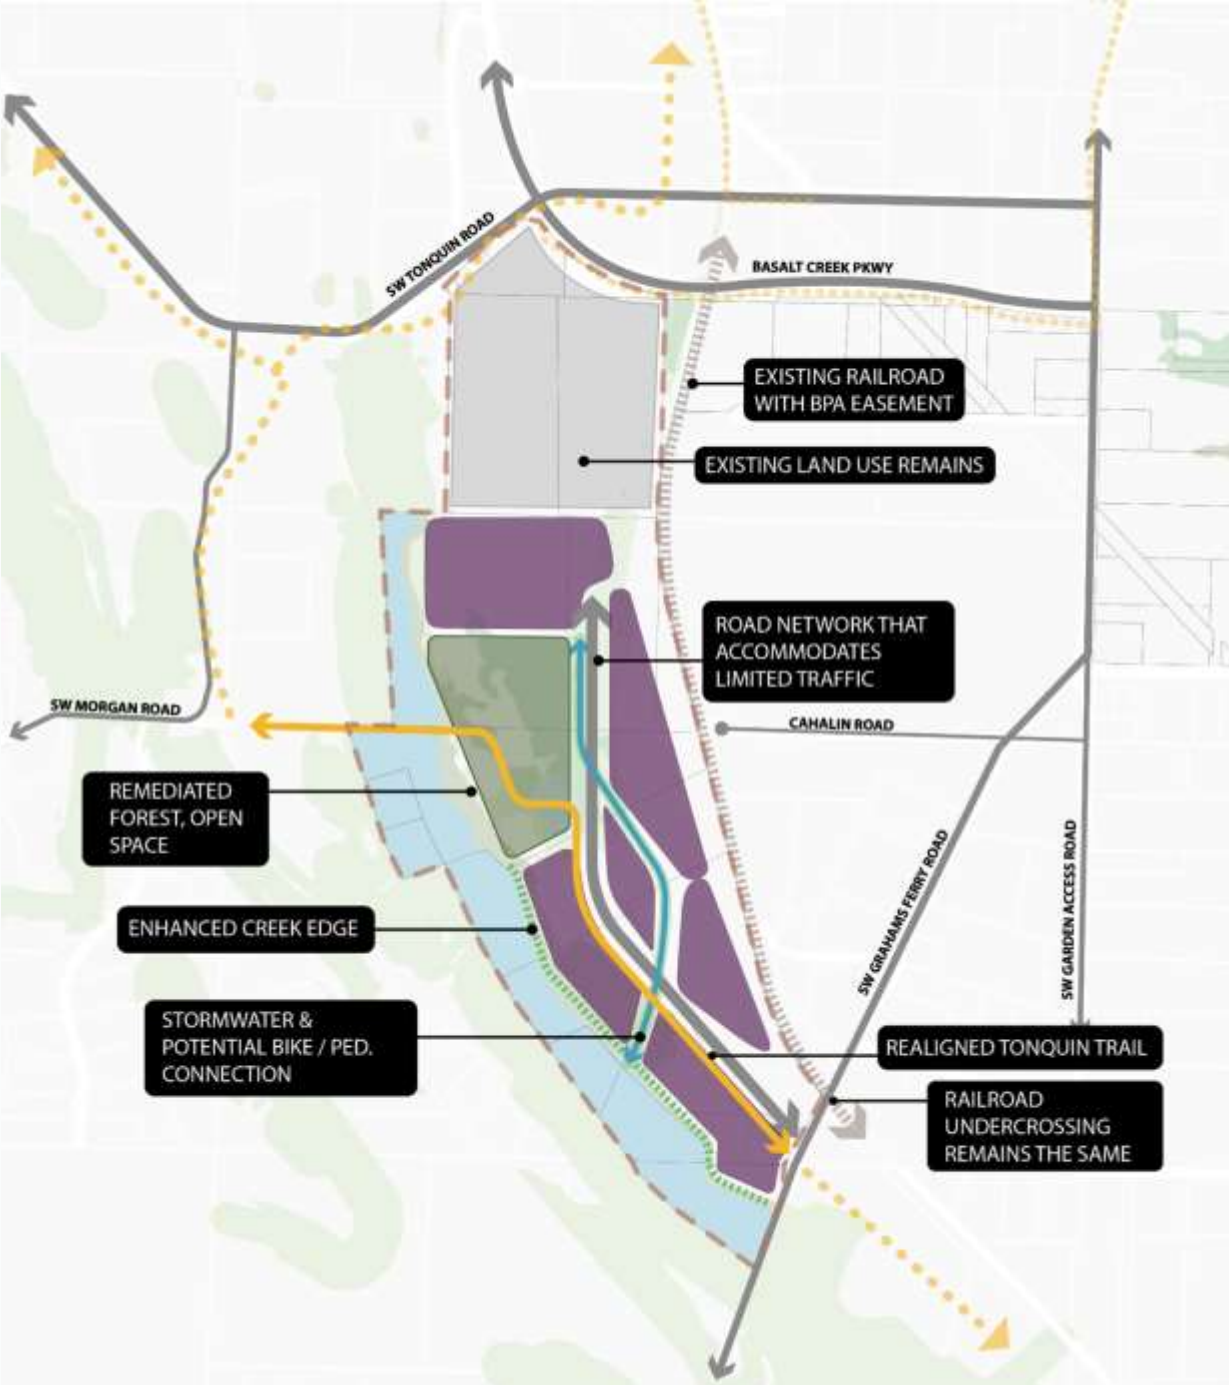 SW TONQUIN ROAD
BASALT CREEK PKWY
EXISTING RAILROAD
WITH BPA EASEMENT
EXISTING LAND USE REMAINS
ROAD NETWORK THAT
ACCOMMODATES
LIMITED TRAFFIC
SW MORGAN ROAD
CAHALIN ROAD
REMEDIATED
FOREST, OPEN
SPACE
SW GRAHAMS FERRY ROAD
SW GARDEN ACCESS ROAD
ENHANCED CREEK EDGE
STORMWATER &
POTENTIAL BIKE / PED.
CONNECTION
REALIGNED TONQUIN TRAIL
RAILROAD
UNDERCROSSING
REMAINS THE SAME